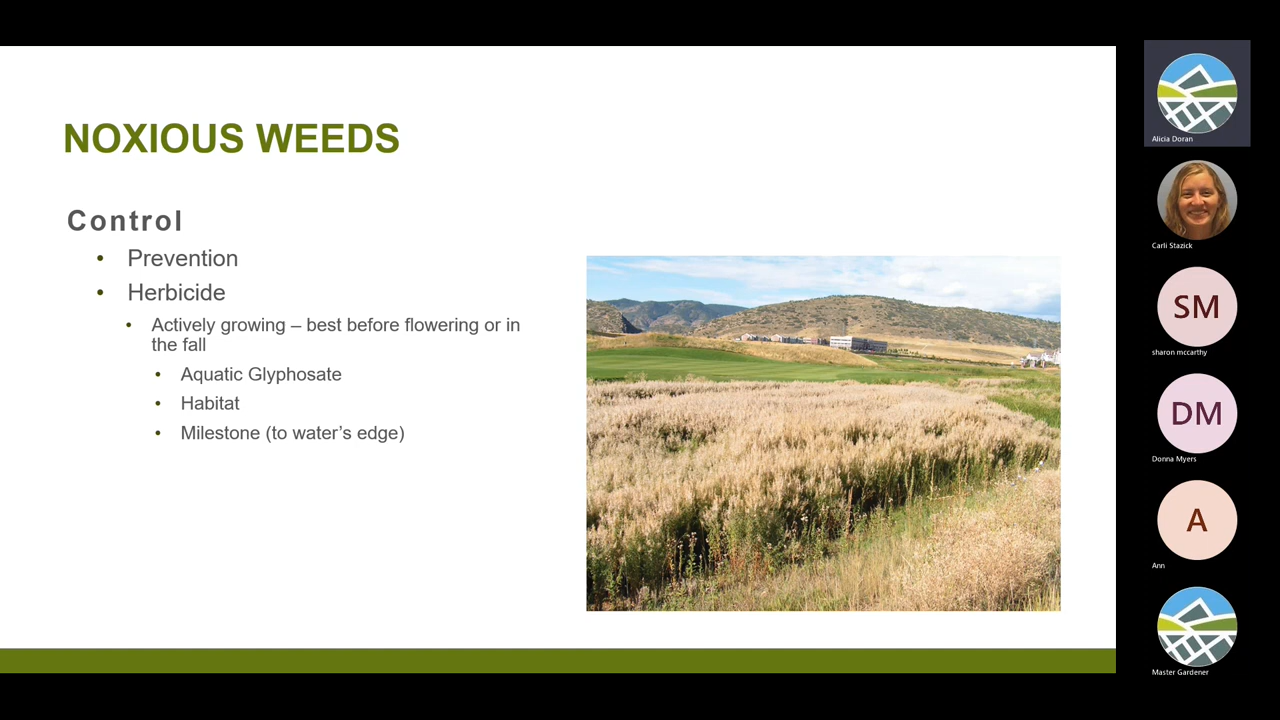 NOXIOUS WEEDS
Control
• Prevention
• Herbicide
• Actively growing – best before flowering or in
the fall
• Aquatic Glyphosate
• Habitat
• Milestone (to water’s edge)
Alicia Doran
Carli Stazick
SM
sharon mccarthy
DM
Donna Myers
A
Ann
Master Gardener